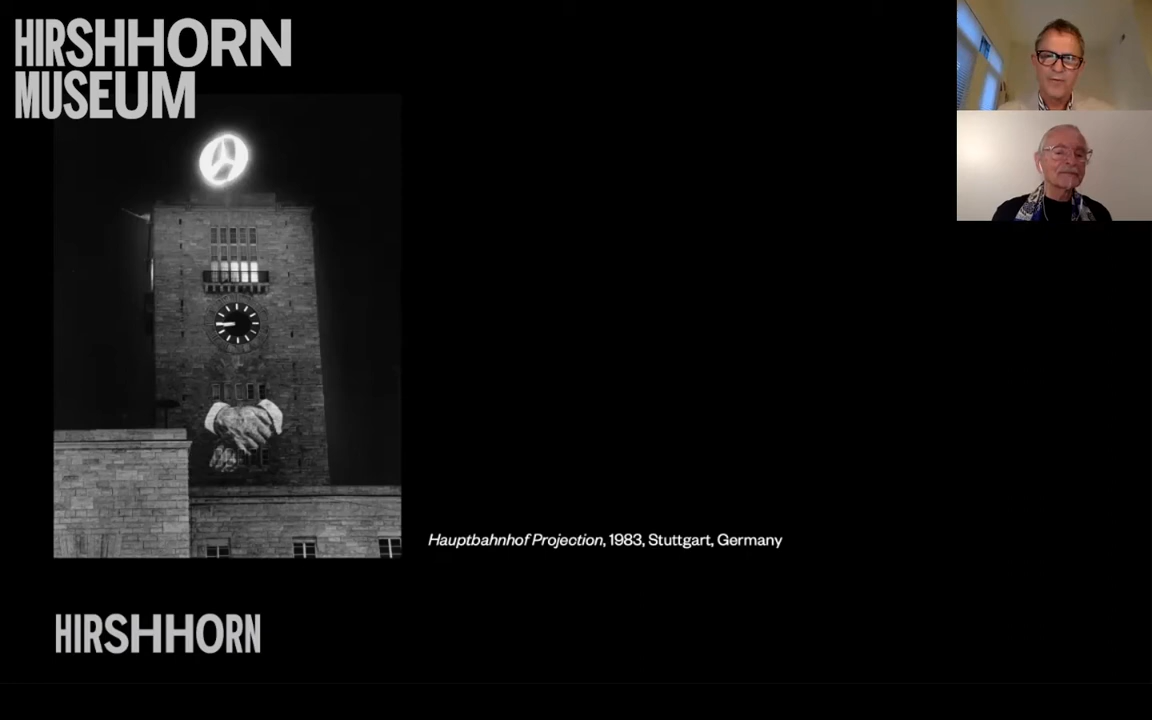 HIRSHHORN
MUSEUM
Hauptbahnhof Projection, 1983, Stuttgart, Germany
HIRSHHORN